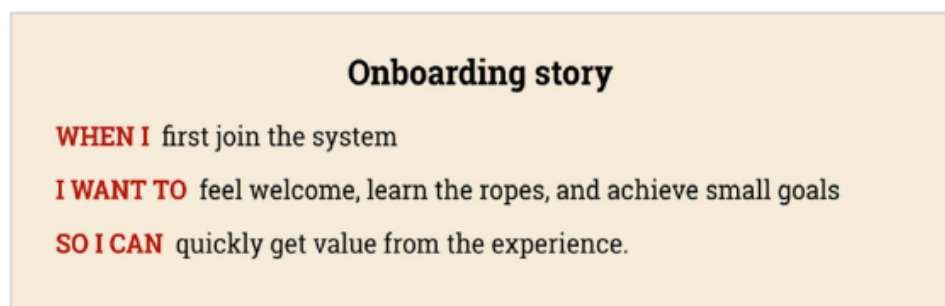 Onboarding story
WHEN I first join the system
I WANT TO feel welcome, learn the ropes, and achieve small goals
SO I CAN quickly get value from the experience.